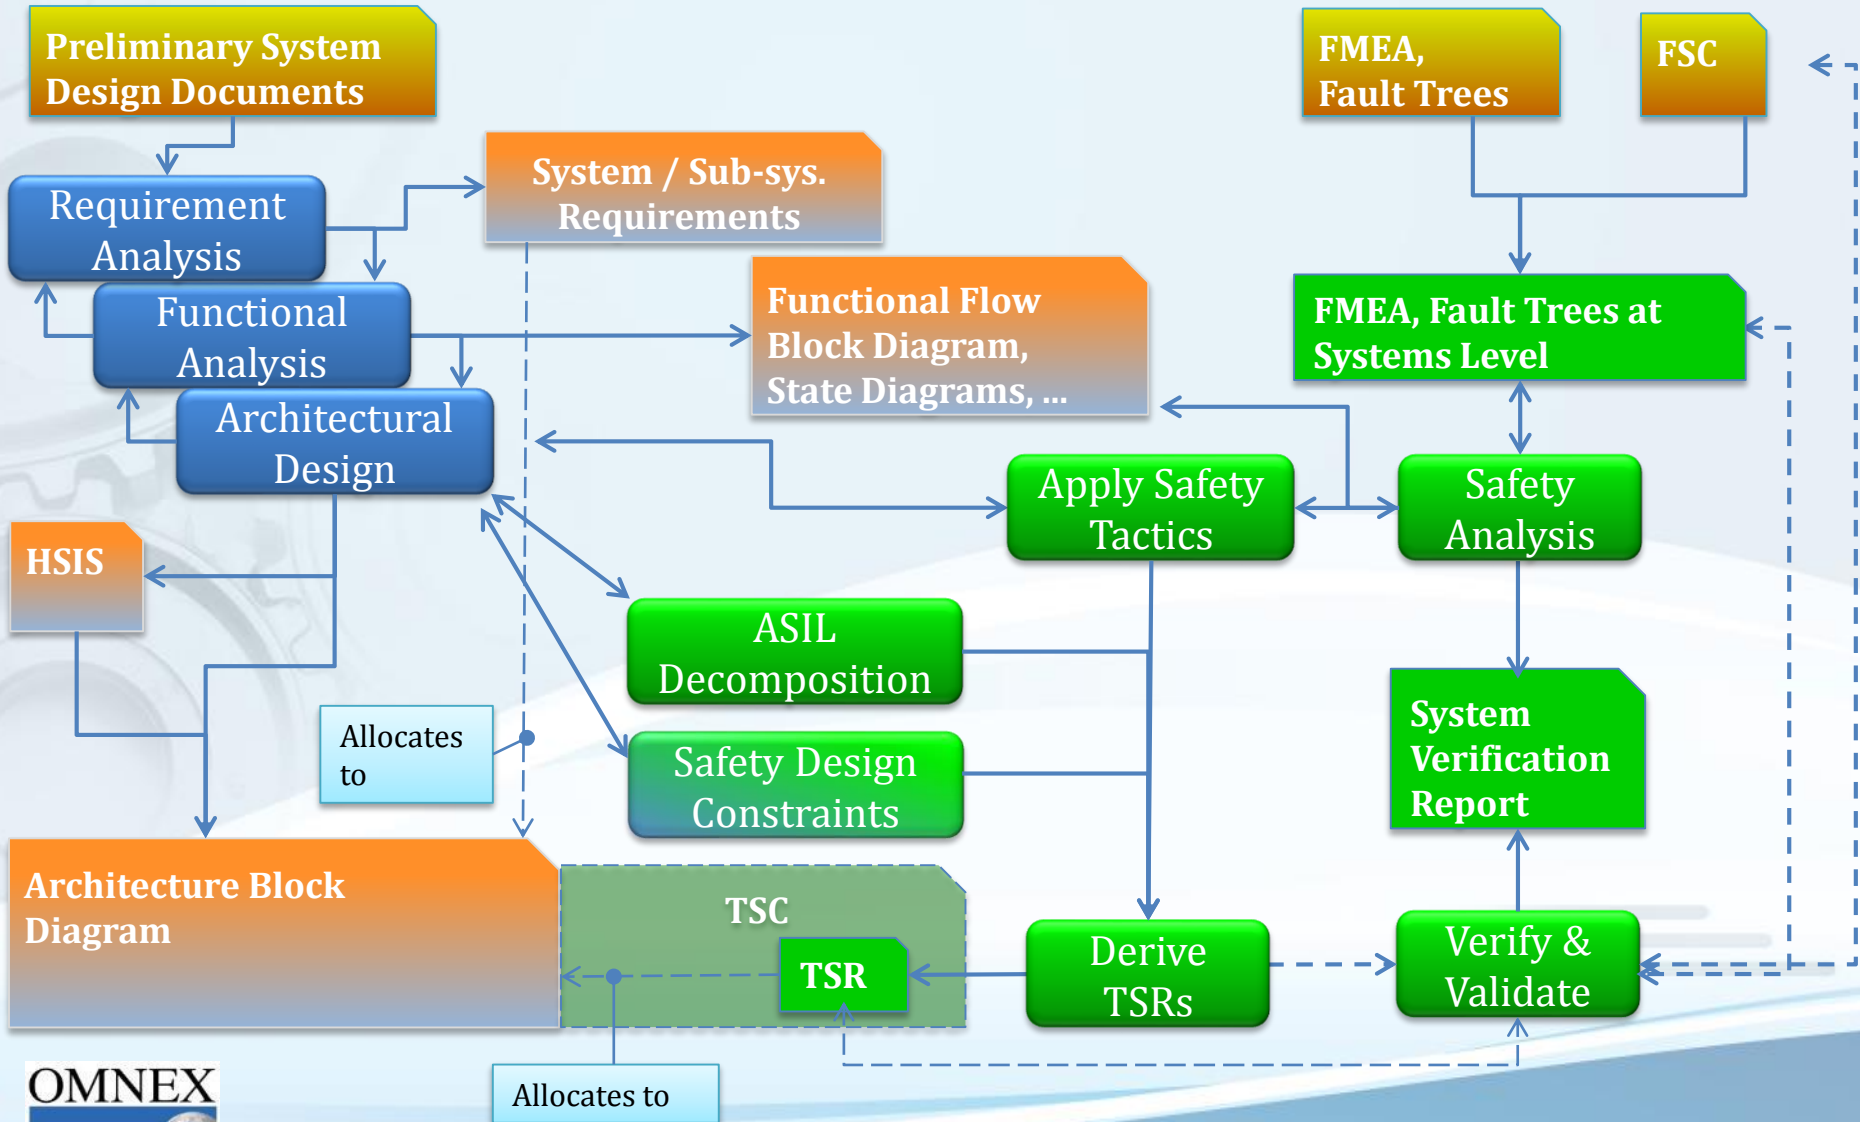 Preliminary System
Design Documents
FMEA,
Fault Trees
FSC
Requirement
Analysis
System / Sub-sys.
Requirements
Functional
Analysis
Functional Flow
Block Diagram,
State Diagrams, ...
FMEA, Fault Trees at
Systems Level
Architectural
Design
Apply Safety
Tactics
Safety
Analysis
HSIS
ASIL
Decomposition
Allocates
to
Safety Design
Constraints
System
Verification
Report
Architecture Block
Diagram
TSC
TSR
Derive
TSRs
Verify &
Validate
Allocates to
OMNEX